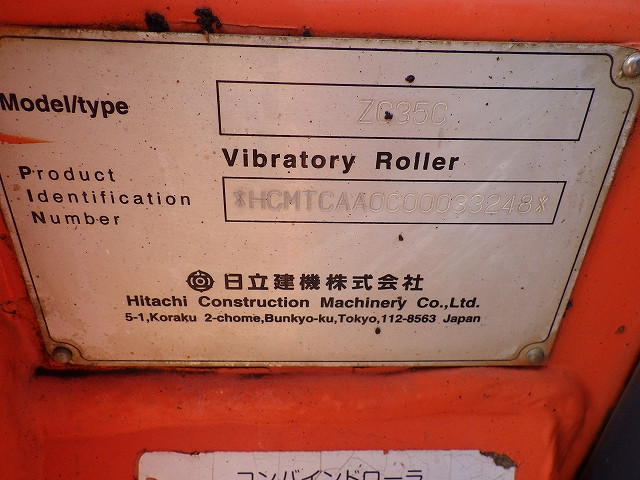 Model/type ZC35C
Vibratory Roller
Product
Identification
Number
*HCMTCAA0C00033248*
日立建機株式会社
Hitachi Construction Machinery Co.,Ltd.
5-1,Koraku 2-chome,Bunkyo-ku,Tokyo,112-8563 Japan
コンバインドローラ